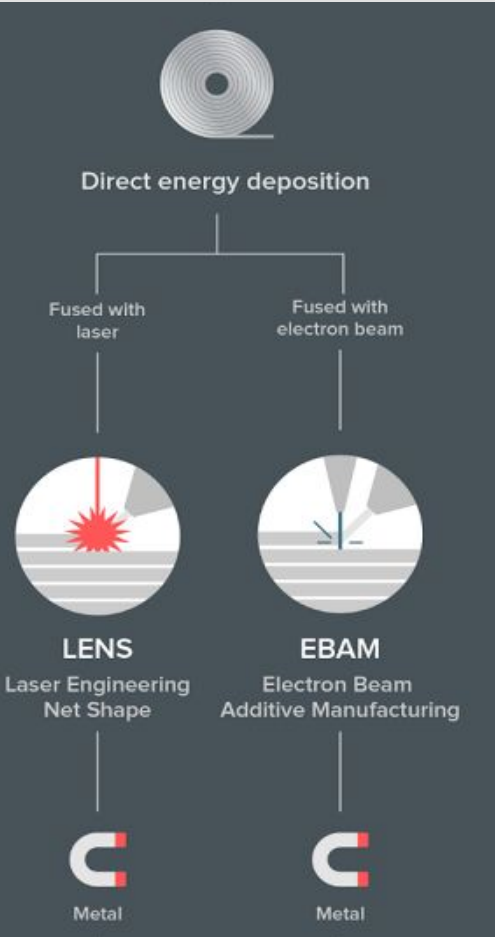 Direct energy deposition
Fused with
laser
Fused with
electron beam
LENS
Laser Engineering
Net Shape
EBAM
Electron Beam
Additive Manufacturing
Metal
Metal